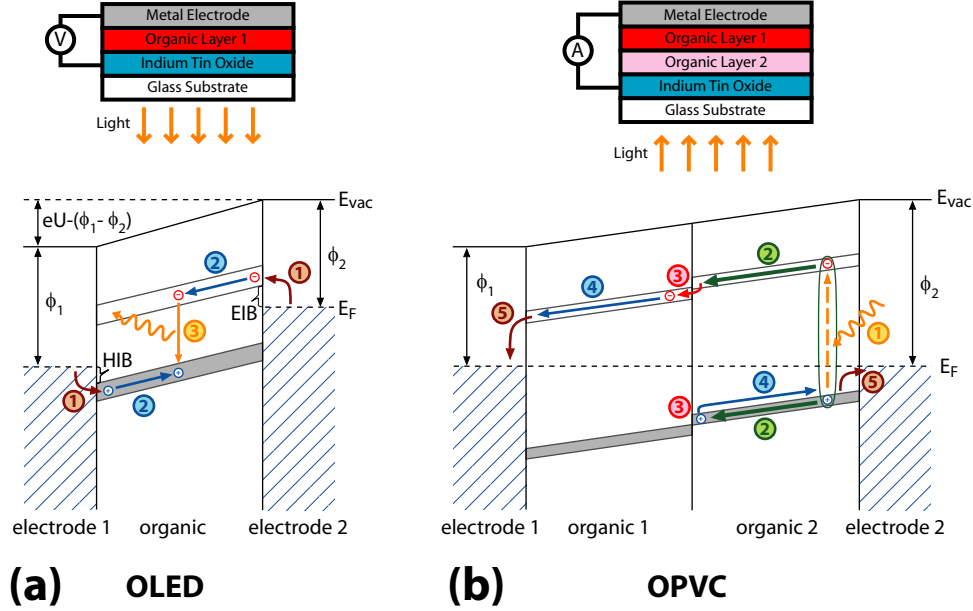 Metal Electrode
Organic Layer 1
Indium Tin Oxide
Glass Substrate
V
Light
Metal Electrode
Organic Layer 1
Organic Layer 2
Indium Tin Oxide
Glass Substrate
A
Light
eU-(ϕ1 - ϕ2)
Evac
ϕ1
ϕ2
2
1
3
EIB
EF
HIB
1
2
electrode 1 organic electrode 2
(a) OLED
Evac
ϕ1
ϕ2
2
3
4
5
1
EF
4
5
3
2
electrode 1 organic 1 organic 2 electrode 2
(b) OPVC